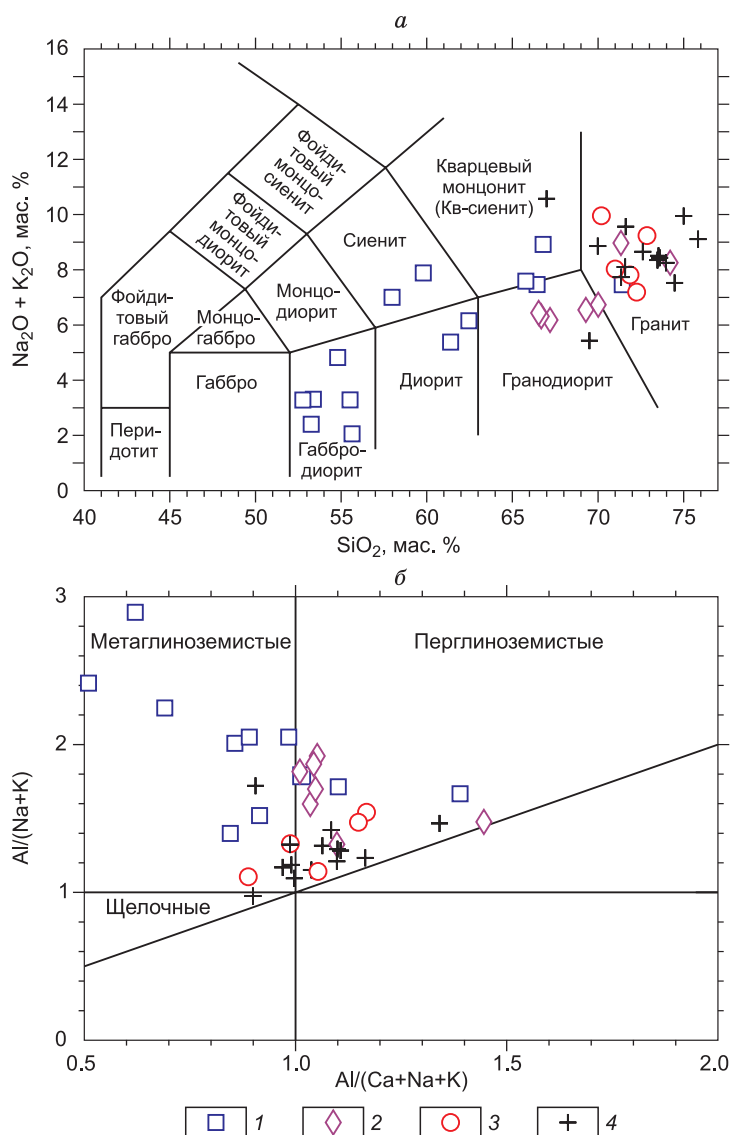 а
16
14
12
10
8
6
4
2
0
Na₂O + K₂O, мас. %
Фойди-
товый
монцо-
сиенит
Фойди-
товый
монцо-
диорит
Фойди-
товый
габбро
Пери-
дотит
Монцо-
габбро
Габбро
Монцо-
диорит
Сиенит
Кварцевый
монцонит
(Кв-сиенит)
Габбро-
диорит
Диорит
Гранодиорит
Гранит
40 45 50 55 60 65 70 75
SiO₂, мас. %
б
3
2
1
0
Al/(Na+K)
Метаглиноземистые
Перглиноземистые
Щелочные
0.5 1.0 1.5 2.0
Al/(Ca+Na+K)
1 2 3 4